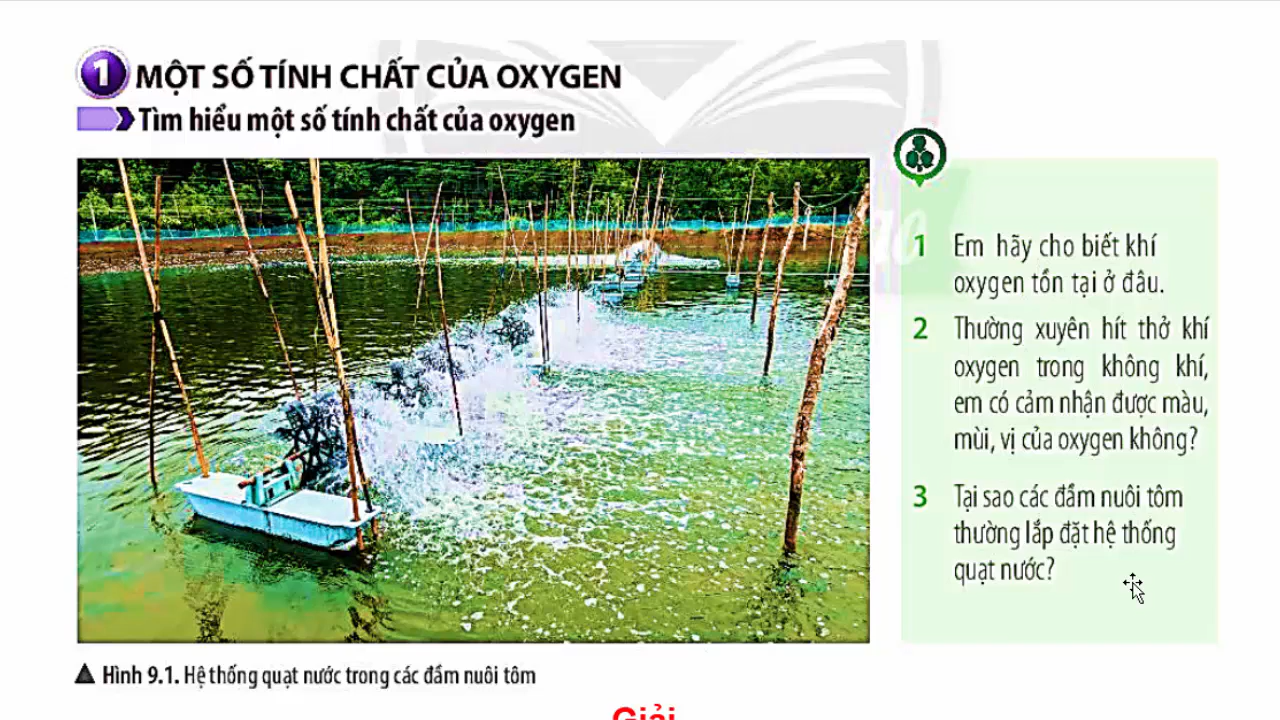 1 MỘT SỐ TÍNH CHẤT CỦA OXYGEN
Tìm hiểu một số tính chất của oxygen
1 Em hãy cho biết khí
oxygen tồn tại ở đâu.
2 Thường xuyên hít thở khí
oxygen trong không khí,
em có cảm nhận được màu,
mùi, vị của oxygen không?
3 Tại sao các đầm nuôi tôm
thường lắp đặt hệ thống
quạt nước?
Hình 9.1. Hệ thống quạt nước trong các đầm nuôi tôm
Giải